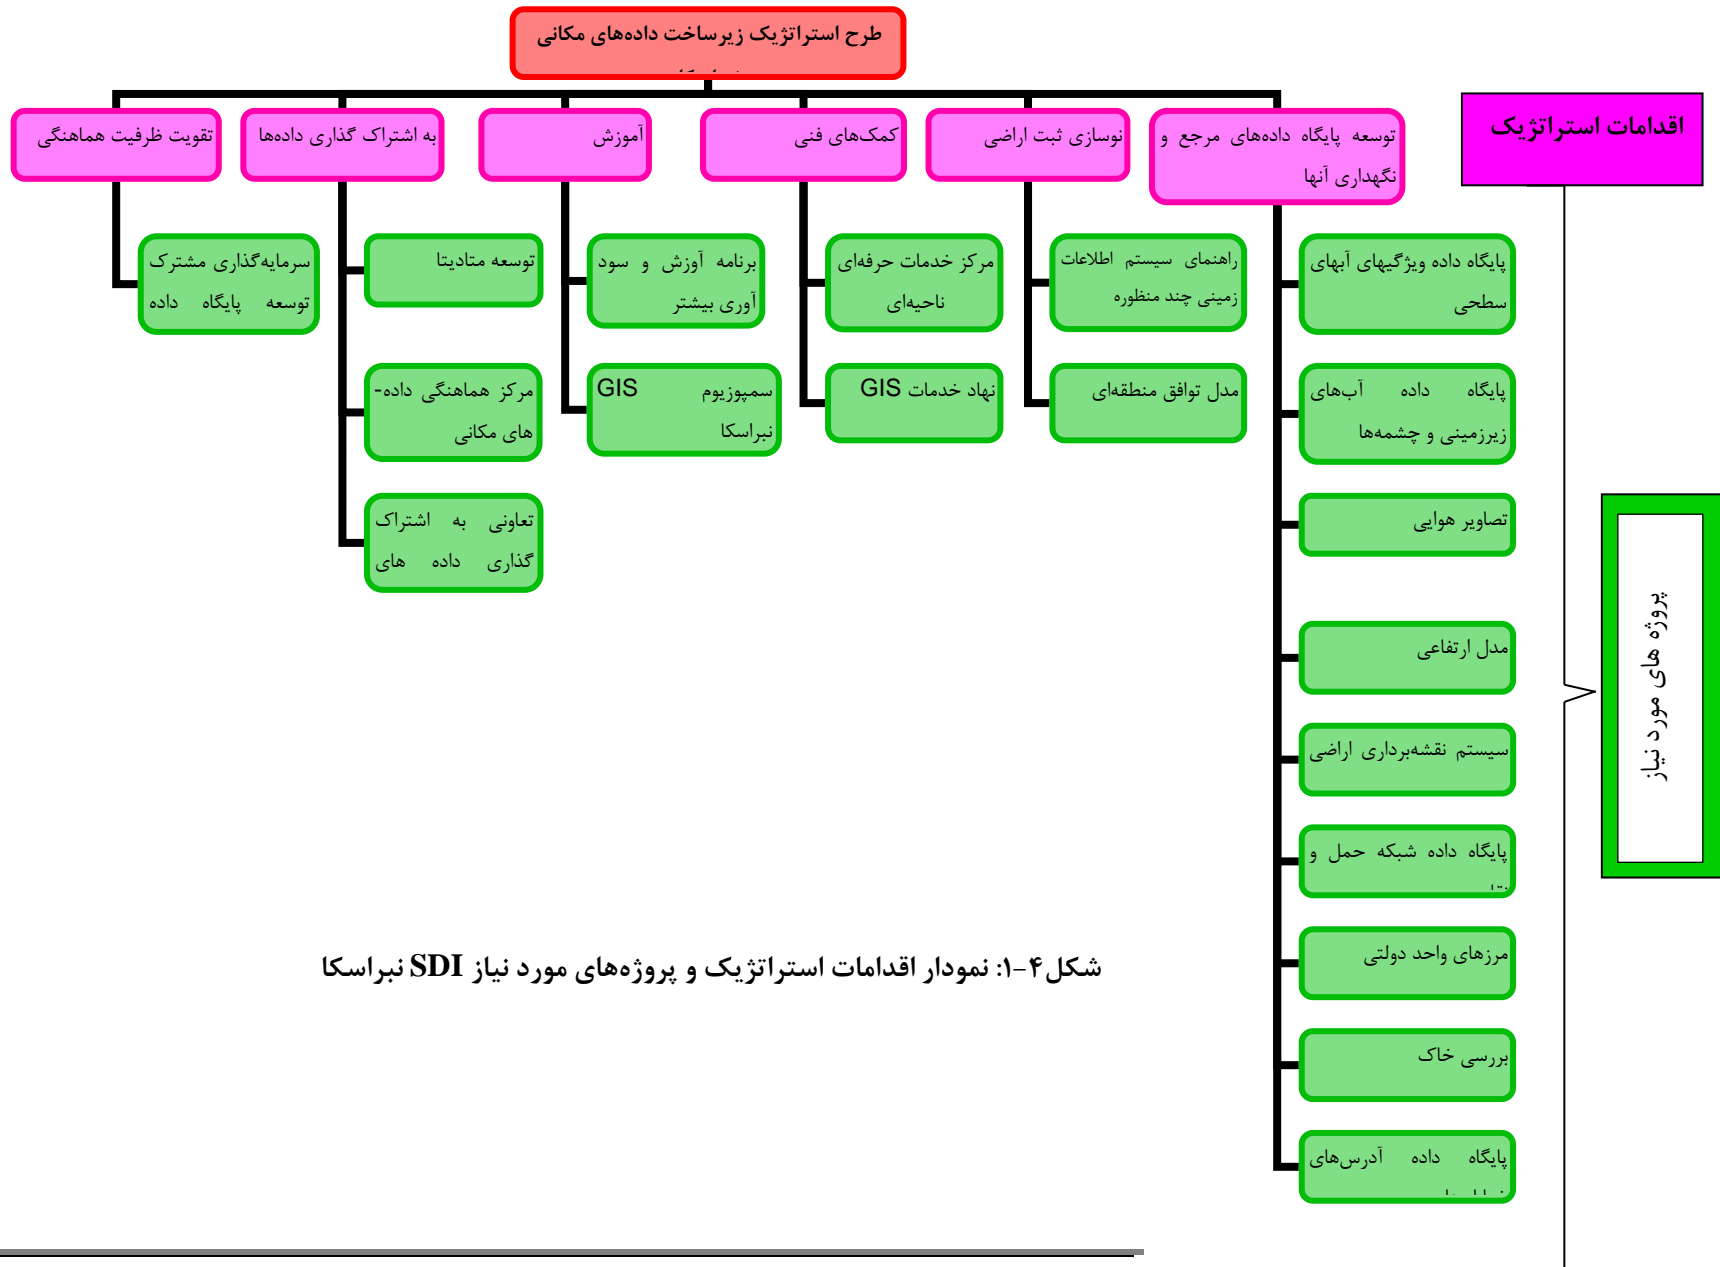 طرح استراتژیک زیرساخت داده‌های مکانی
اقدامات استراتژیک
توسعه پایگاه داده‌های مرجع و
نگهداری آنها
نوسازی ثبت اراضی
کمک‌های فنی
آموزش
به اشتراک گذاری داده‌ها
تقویت ظرفیت هماهنگی
پایگاه داده ویژگیهای آبهای
سطحی
پایگاه داده آب‌های
زیرزمینی و چشمه‌ها
تصاویر هوایی
مدل ارتفاعی
سیستم نقشه‌برداری اراضی
پایگاه داده شبکه حمل و
مرزهای واحد دولتی
بررسی خاک
پایگاه داده آدرس‌های
راهنمای سیستم اطلاعات
زمینی چند منظوره
مدل توافق منطقه‌ای
مرکز خدمات حرفه‌ای
ناحیه‌ای
نهاد خدمات GIS
برنامه آوزش و سود
آوری بیشتر
سمپوزیوم GIS
نبراسکا
توسعه متادیتا
مرکز هماهنگی داده-
های مکانی
تعاونی به اشتراک
گذاری داده های
سرمایه‌گذاری مشترک
توسعه پایگاه داده
پروژه های مورد نیاز
شکل۴-۱: نمودار اقدامات استراتژیک و پروژه‌های مورد نیاز SDI نبراسکا